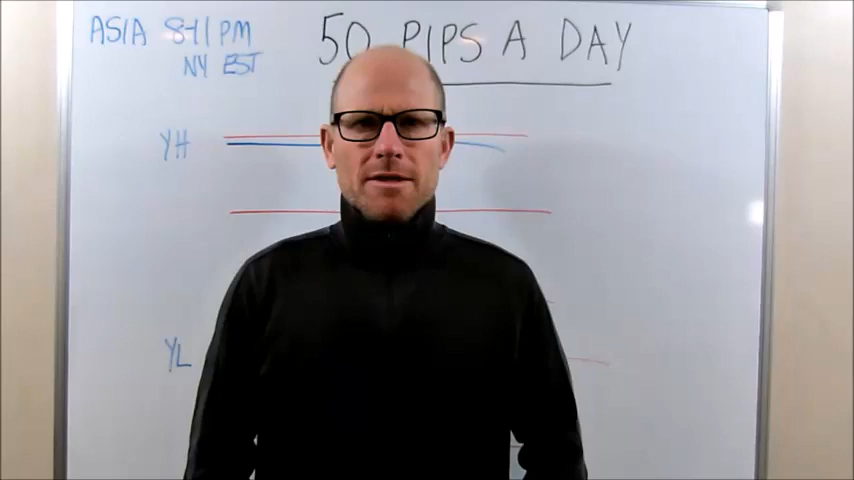 50 PIPS A DAY
ASIA 8-11 PM
NY EST
YH
YL